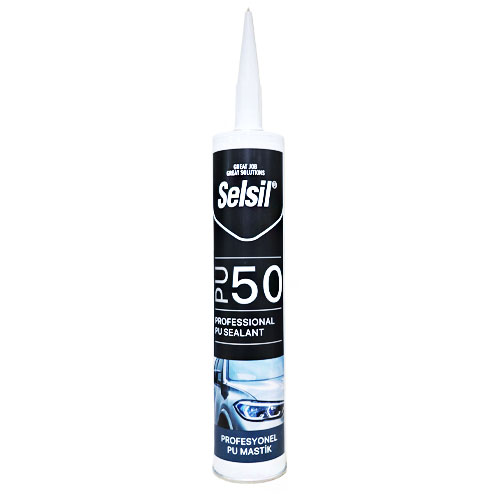 GREAT JOB
GREAT SOLUTIONS
Selsil®
PU 50
PROFESSIONAL
PU SEALANT
PROFESYONEL
PU MASTİK